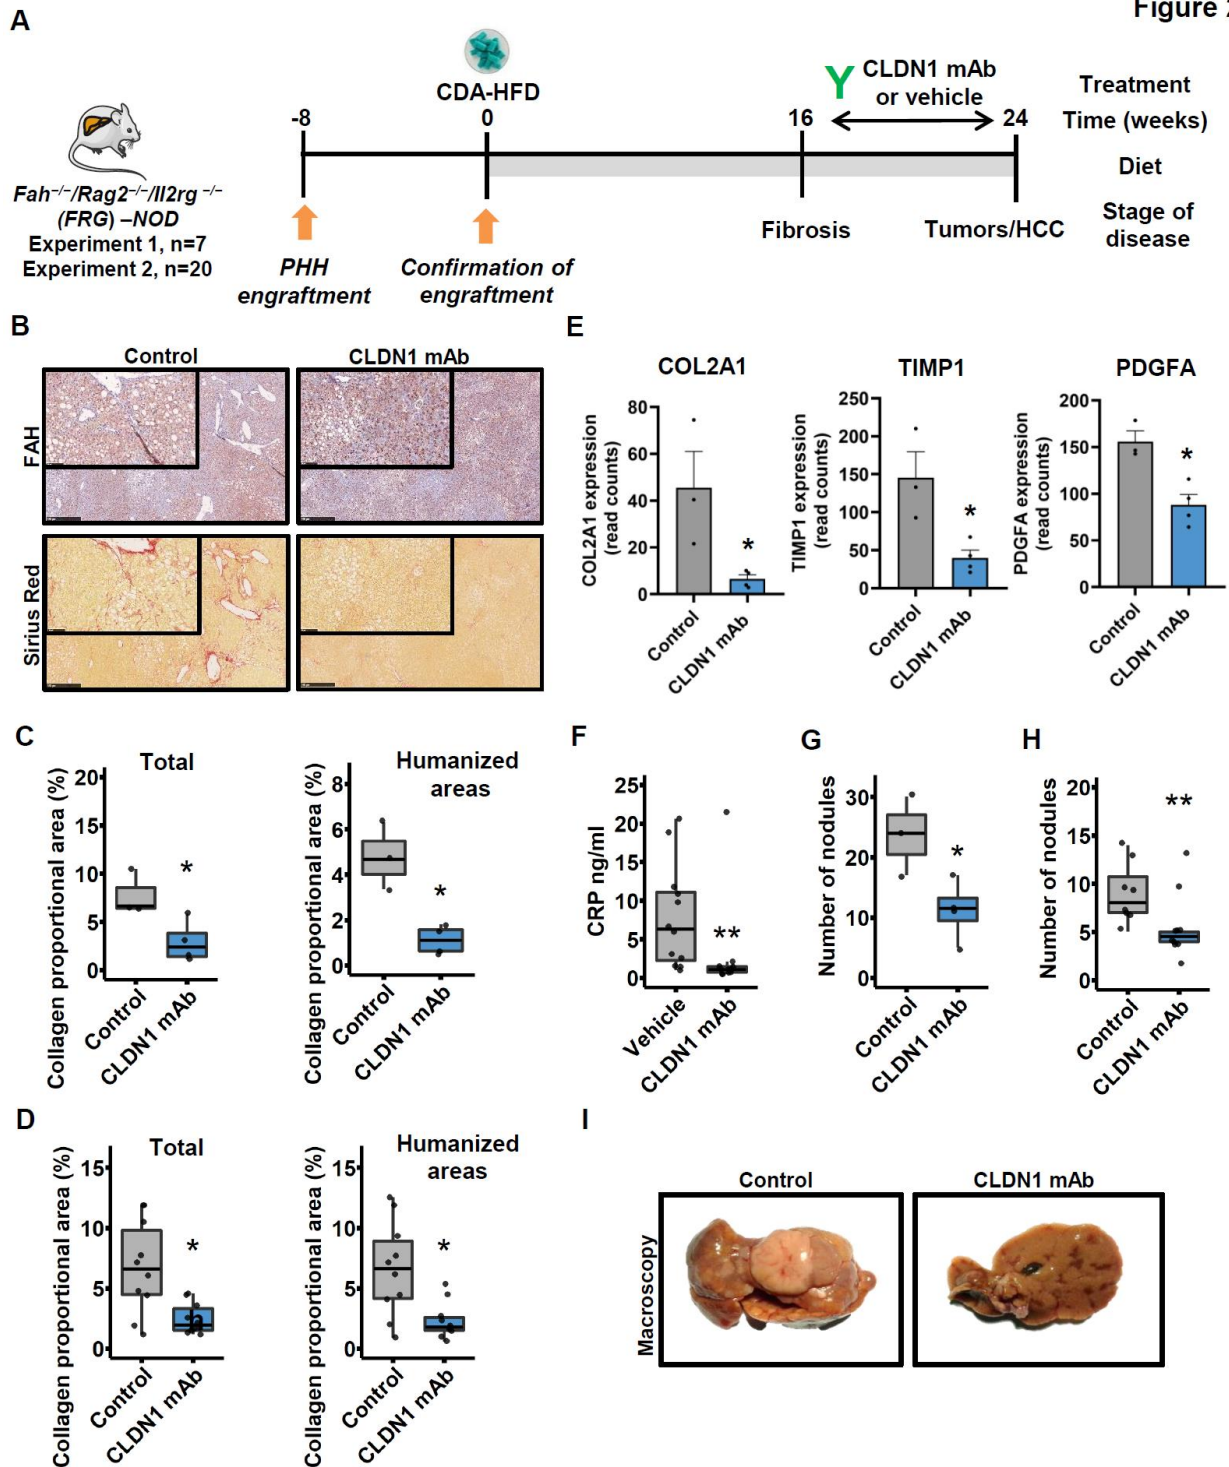 Figure 2
A
CDA-HFD
CLDN1 mAb
or vehicle
Treatment
-8
0
16
24
Time (weeks)
Diet
Fah−/−/Rag2−/−/Il2rg −/−
(FRG) –NOD
Experiment 1, n=7
Experiment 2, n=20
PHH
engraftment
Confirmation of
engraftment
Fibrosis
Tumors/HCC
Stage of
disease
B
Control
CLDN1 mAb
FAH
Sirius Red
E
COL2A1
COL2A1 expression
(read counts)
80
60
40
20
0
Control
CLDN1 mAb
*
TIMP1
TIMP1 expression
(read counts)
250
200
150
100
50
0
Control
CLDN1 mAb
*
PDGFA
PDGFA expression
(read counts)
200
150
100
50
0
Control
CLDN1 mAb
*
C
Total
Collagen proportional area (%)
20
15
10
5
0
*
Control
CLDN1 mAb
Humanized
areas
Collagen proportional area (%)
8
6
4
2
0
*
Control
CLDN1 mAb
F
CRP ng/ml
25
20
15
10
5
0
**
Vehicle
CLDN1 mAb
G
Number of nodules
30
20
10
0
*
Control
CLDN1 mAb
H
Number of nodules
20
15
10
5
0
**
Control
CLDN1 mAb
D
Total
Collagen proportional area (%)
15
10
5
0
*
Control
CLDN1 mAb
Humanized
areas
Collagen proportional area (%)
15
10
5
0
*
Control
CLDN1 mAb
I
Control
CLDN1 mAb
Macroscopy